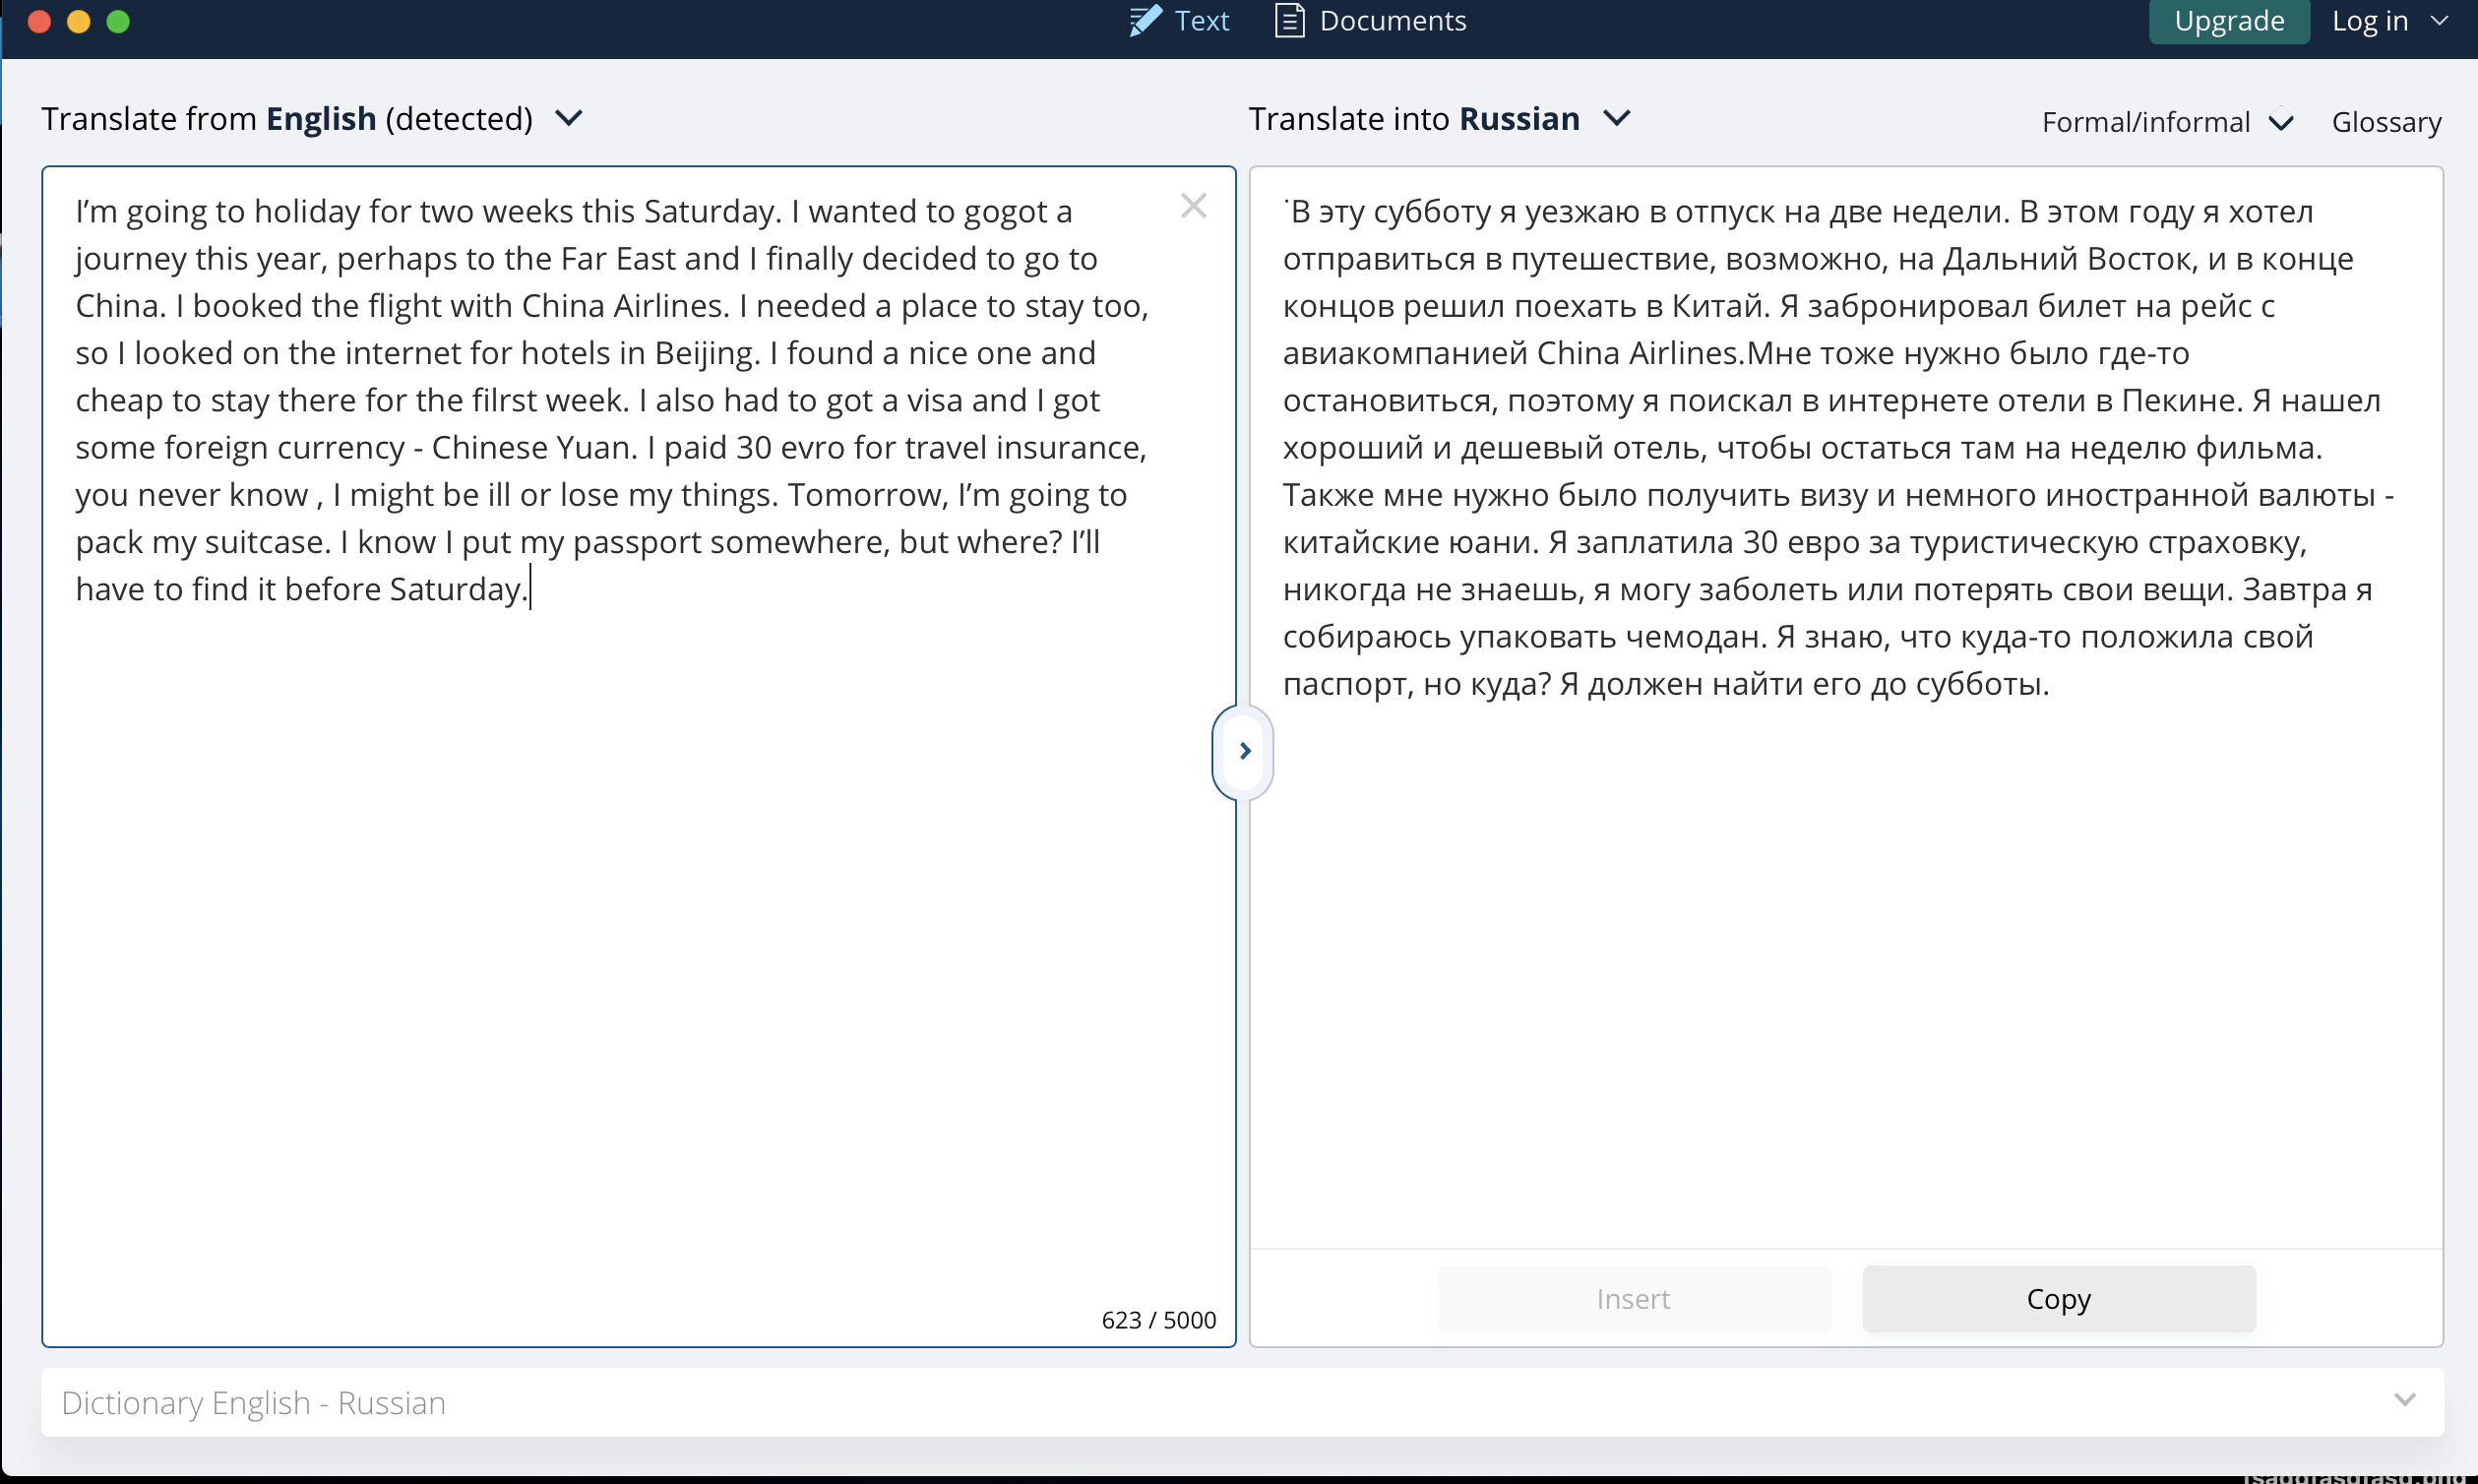 Text
Documents
Upgrade
Log in
Translate from English (detected)
Translate into Russian
Formal/informal
Glossary
I’m going to holiday for two weeks this Saturday. I wanted to gogot a
journey this year, perhaps to the Far East and I finally decided to go to
China. I booked the flight with China Airlines. I needed a place to stay too,
so I looked on the internet for hotels in Beijing. I found a nice one and
cheap to stay there for the filrst week. I also had to got a visa and I got
some foreign currency - Chinese Yuan. I paid 30 evro for travel insurance,
you never know , I might be ill or lose my things. Tomorrow, I’m going to
pack my suitcase. I know I put my passport somewhere, but where? I’ll
have to find it before Saturday.
623 / 5000
˙В эту субботу я уезжаю в отпуск на две недели. В этом году я хотел
отправиться в путешествие, возможно, на Дальний Восток, и в конце
концов решил поехать в Китай. Я забронировал билет на рейс с
авиакомпанией China Airlines.Мне тоже нужно было где-то
остановиться, поэтому я поискал в интернете отели в Пекине. Я нашел
хороший и дешевый отель, чтобы остаться там на неделю фильма.
Также мне нужно было получить визу и немного иностранной валюты -
китайские юани. Я заплатила 30 евро за туристическую страховку,
никогда не знаешь, я могу заболеть или потерять свои вещи. Завтра я
собираюсь упаковать чемодан. Я знаю, что куда-то положила свой
паспорт, но куда? Я должен найти его до субботы.
Insert
Copy
Dictionary English - Russian